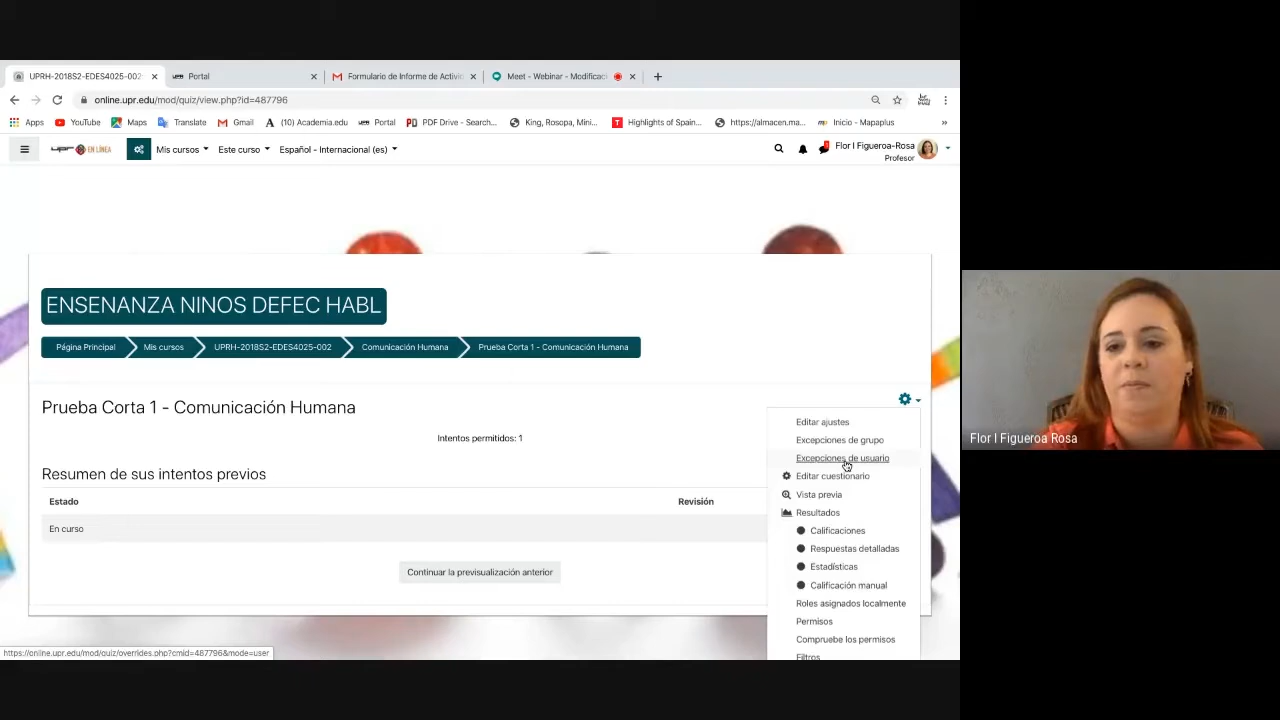 UPRH-2018S2-EDES4025-002
Portal
Formulario de Informe de Activid
Meet - Webinar - Modificaci
online.upr.edu/mod/quiz/view.php?id=487796
Apps YouTube Maps Translate Gmail (10) Academia.edu Portal PDF Drive - Search... King, Rosopa, Mini... Highlights of Spain... https://almacen.ma... Inicio - Mapaplus »
upr EN LÍNEA Mis cursos Este curso Español - Internacional (es) Flor I Figueroa-Rosa
Profesor
ENSENANZA NINOS DEFEC HABL
Página Principal Mis cursos UPRH-2018S2-EDES4025-002 Comunicación Humana Prueba Corta 1 - Comunicación Humana
Prueba Corta 1 - Comunicación Humana
Intentos permitidos: 1
Resumen de sus intentos previos
Estado Revisión
En curso
Continuar la previsualización anterior
Editar ajustes
Excepciones de grupo
Excepciones de usuario
Editar cuestionario
Vista previa
Resultados
Calificaciones
Respuestas detalladas
Estadísticas
Calificación manual
Roles asignados localmente
Permisos
Compruebe los permisos
Filtros
https://online.upr.edu/mod/quiz/overrides.php?cmid=487796&mode=user
Flor I Figueroa Rosa